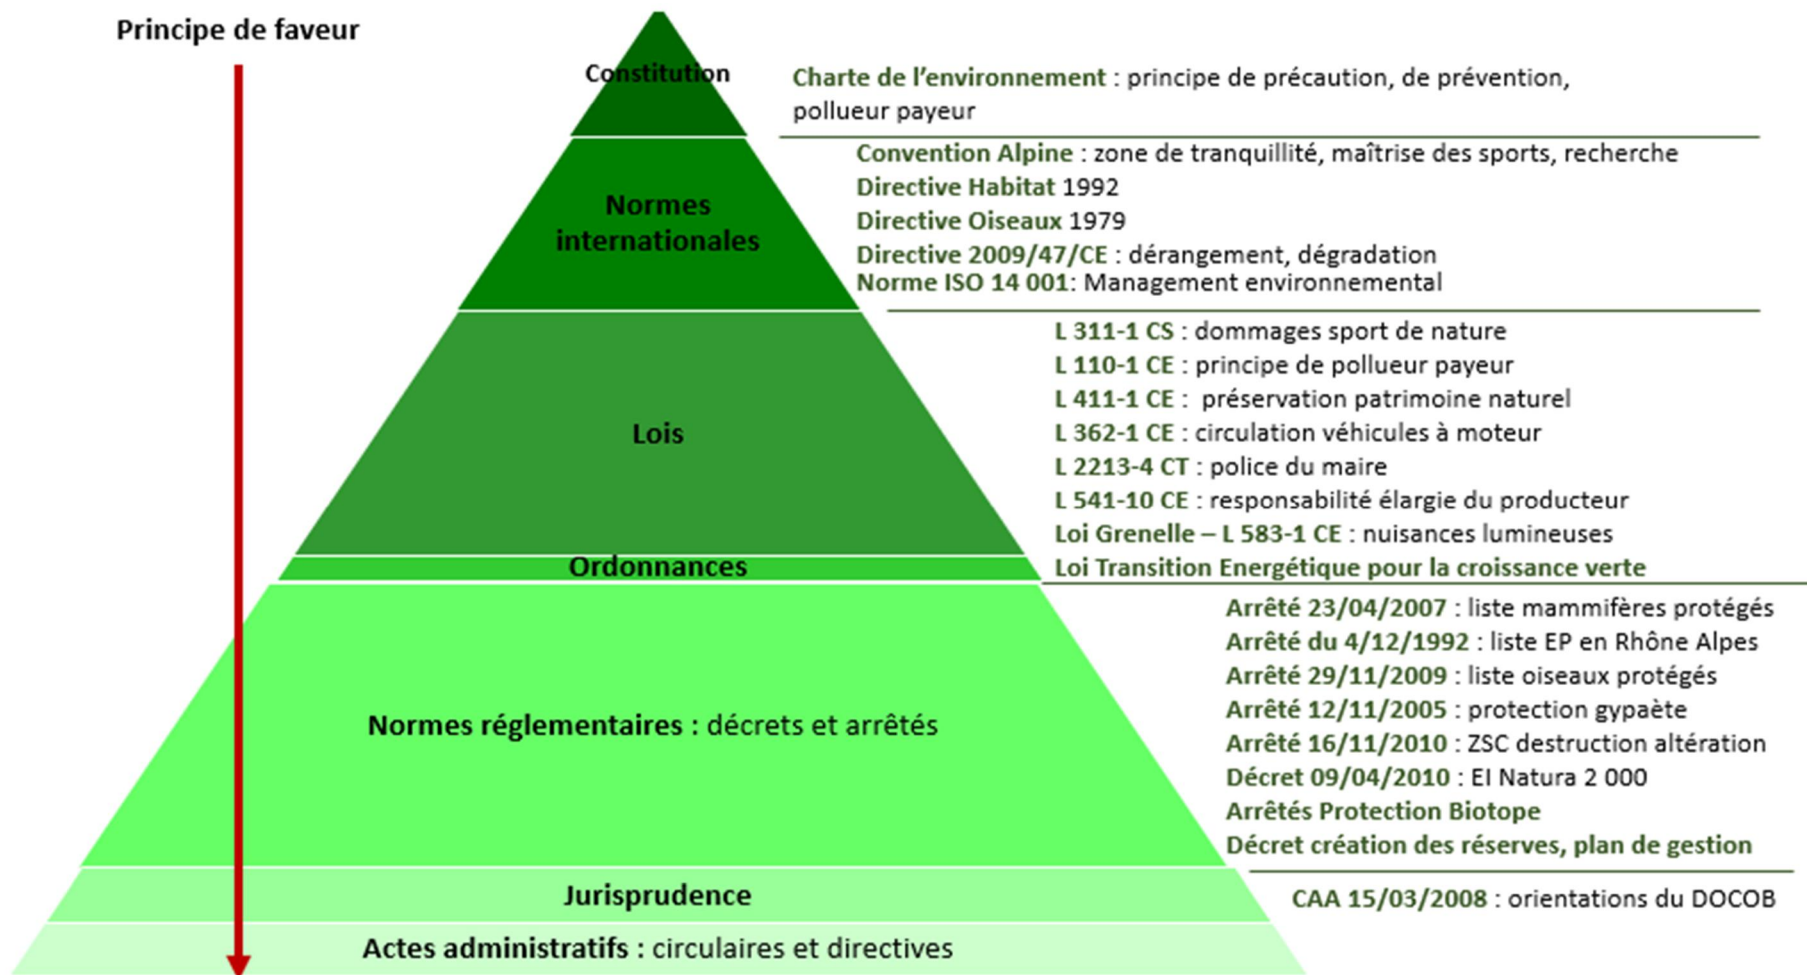 Principe de faveur
Constitution
Charte de l'environnement : principe de précaution, de prévention,
pollueur payeur
Normes
internationales
Convention Alpine : zone de tranquillité, maîtrise des sports, recherche
Directive Habitat 1992
Directive Oiseaux 1979
Directive 2009/47/CE : dérangement, dégradation
Norme ISO 14 001: Management environnemental
Lois
L 311-1 CS : dommages sport de nature
L 110-1 CE : principe de pollueur payeur
L 411-1 CE : préservation patrimoine naturel
L 362-1 CE : circulation véhicules à moteur
L 2213-4 CT : police du maire
L 541-10 CE : responsabilité élargie du producteur
Loi Grenelle – L 583-1 CE : nuisances lumineuses
Ordonnances
Loi Transition Energétique pour la croissance verte
Normes réglementaires : décrets et arrêtés
Arrêté 23/04/2007 : liste mammifères protégés
Arrêté du 4/12/1992 : liste EP en Rhône Alpes
Arrêté 29/11/2009 : liste oiseaux protégés
Arrêté 12/11/2005 : protection gypaète
Arrêté 16/11/2010 : ZSC destruction altération
Décret 09/04/2010 : EI Natura 2 000
Arrêtés Protection Biotope
Décret création des réserves, plan de gestion
Jurisprudence
CAA 15/03/2008 : orientations du DOCOB
Actes administratifs : circulaires et directives